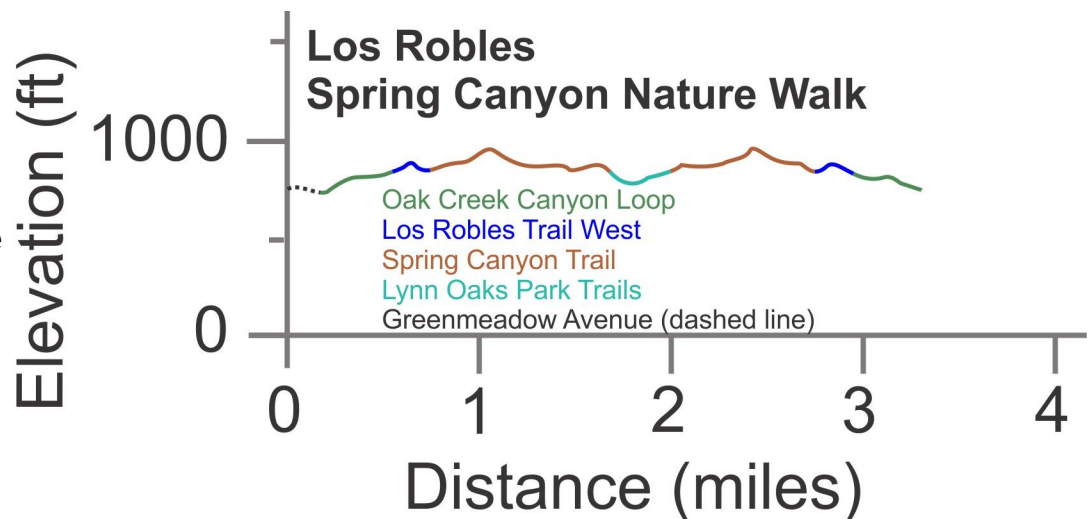 Los Robles
Spring Canyon Nature Walk
Elevation (ft)
1000
0
Oak Creek Canyon Loop
Los Robles Trail West
Spring Canyon Trail
Lynn Oaks Park Trails
Greenmeadow Avenue (dashed line)
0 1 2 3 4
Distance (miles)